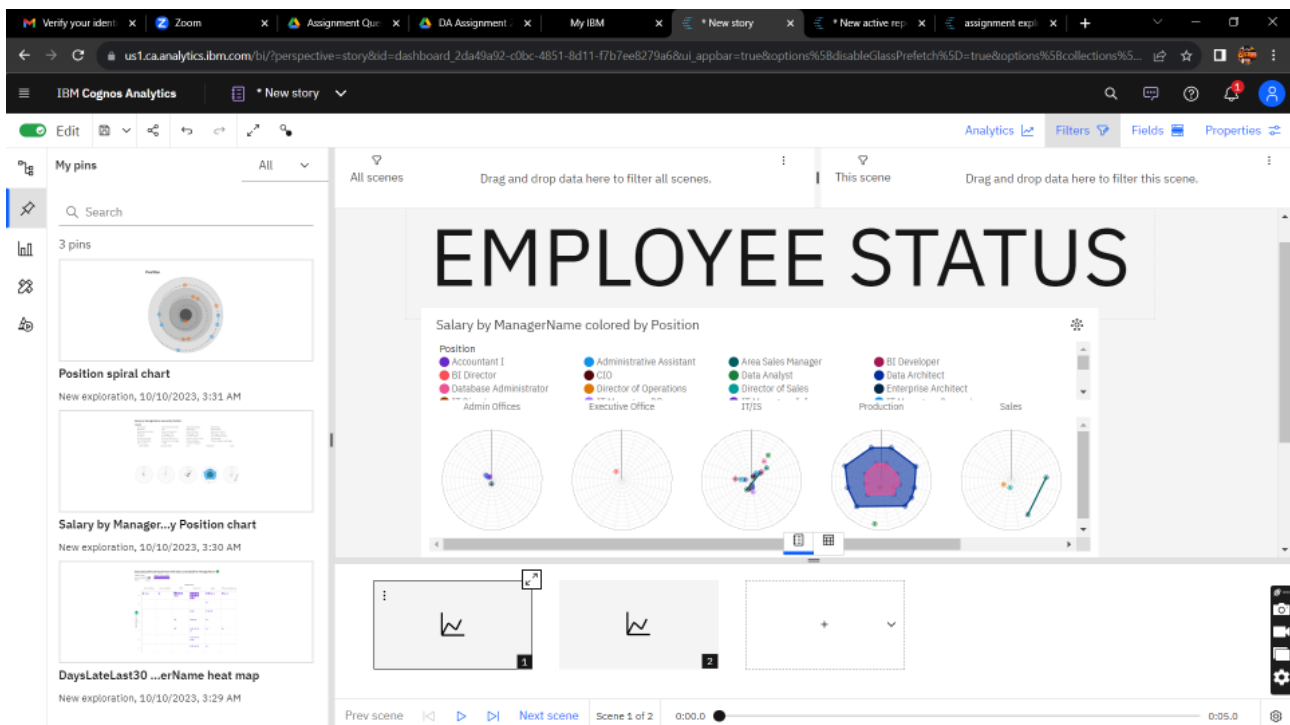 Verify your identi
Zoom
Assignment Que
DA Assignment
My IBM
* New story
* New active rep
assignment expl
us1.ca.analytics.ibm.com/bi/?perspective=story&id=dashboard_2da49a92-c0bc-4851-8d11-f7b7ee8279a6&ui_appbar=true&options%5BdisableGlassPrefetch%5D=true&options%5Bcollections%5...
IBM Cognos Analytics
* New story
1
Edit
Analytics
Filters
Fields
Properties
My pins
All
Search
3 pins
Position
Position spiral chart
New exploration, 10/10/2023, 3:31 AM
Salary by Manager...y Position chart
New exploration, 10/10/2023, 3:30 AM
DaysLateLast30 ...erName heat map
New exploration, 10/10/2023, 3:29 AM
All scenes
Drag and drop data here to filter all scenes.
This scene
Drag and drop data here to filter this scene.
EMPLOYEE STATUS
Salary by ManagerName colored by Position
Position
Accountant I
Administrative Assistant
Area Sales Manager
BI Developer
BI Director
CIO
Data Analyst
Data Architect
Database Administrator
Director of Operations
Director of Sales
Enterprise Architect
Admin Offices
Executive Office
IT/IS
Production
Sales
1
2
Prev scene
Next scene
Scene 1 of 2
0:00.0
0:05.0